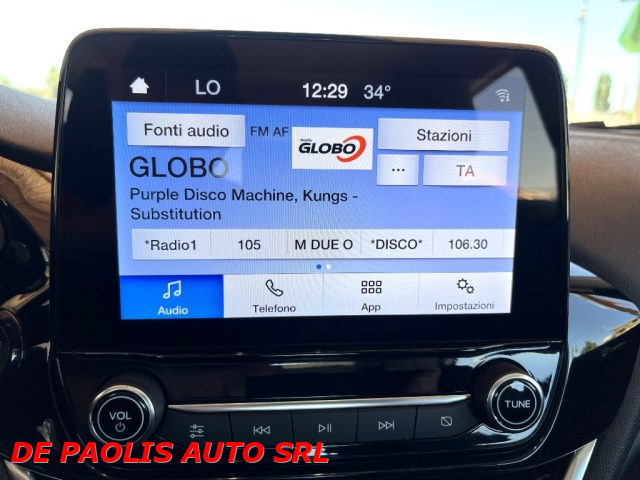 LO 12:29 34°
Fonti audio FM AF Radio GLOBO Stazioni
GLOBO ... TA
Purple Disco Machine, Kungs -
Substitution
*Radio1 105 M DUE O *DISCO* 106.30
Audio Telefono App Impostazioni
VOL TUNE
DE PAOLIS AUTO SRL